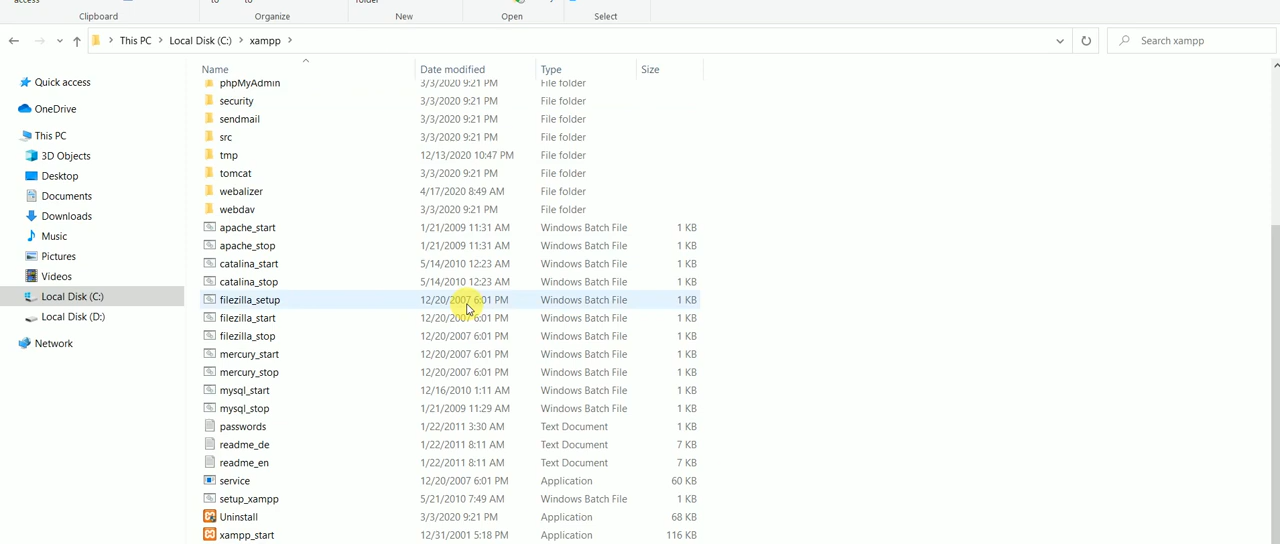 access to to folder
Clipboard Organize New Open Select
This PC Local Disk (C:) xampp Search xampp
Name Date modified Type Size
Quick access
OneDrive
This PC
3D Objects
Desktop
Documents
Downloads
Music
Pictures
Videos
Local Disk (C:)
Local Disk (D:)
Network
phpMyAdmin 3/3/2020 9:21 PM File folder
security 3/3/2020 9:21 PM File folder
sendmail 3/3/2020 9:21 PM File folder
src 3/3/2020 9:21 PM File folder
tmp 12/13/2020 10:47 PM File folder
tomcat 3/3/2020 9:21 PM File folder
webalizer 4/17/2020 8:49 AM File folder
webdav 3/3/2020 9:21 PM File folder
apache_start 1/21/2009 11:31 AM Windows Batch File 1 KB
apache_stop 1/21/2009 11:31 AM Windows Batch File 1 KB
catalina_start 5/14/2010 12:23 AM Windows Batch File 1 KB
catalina_stop 5/14/2010 12:23 AM Windows Batch File 1 KB
filezilla_setup 12/20/2007 6:01 PM Windows Batch File 1 KB
filezilla_start 12/20/2007 6:01 PM Windows Batch File 1 KB
filezilla_stop 12/20/2007 6:01 PM Windows Batch File 1 KB
mercury_start 12/20/2007 6:01 PM Windows Batch File 1 KB
mercury_stop 12/20/2007 6:01 PM Windows Batch File 1 KB
mysql_start 12/16/2010 1:11 AM Windows Batch File 1 KB
mysql_stop 1/21/2009 11:29 AM Windows Batch File 1 KB
passwords 1/22/2011 3:30 AM Text Document 1 KB
readme_de 1/22/2011 8:11 AM Text Document 7 KB
readme_en 1/22/2011 8:11 AM Text Document 7 KB
service 12/20/2007 6:01 PM Application 60 KB
setup_xampp 5/21/2010 7:49 AM Windows Batch File 1 KB
Uninstall 3/3/2020 9:21 PM Application 68 KB
xampp_start 12/31/2001 5:18 PM Application 116 KB